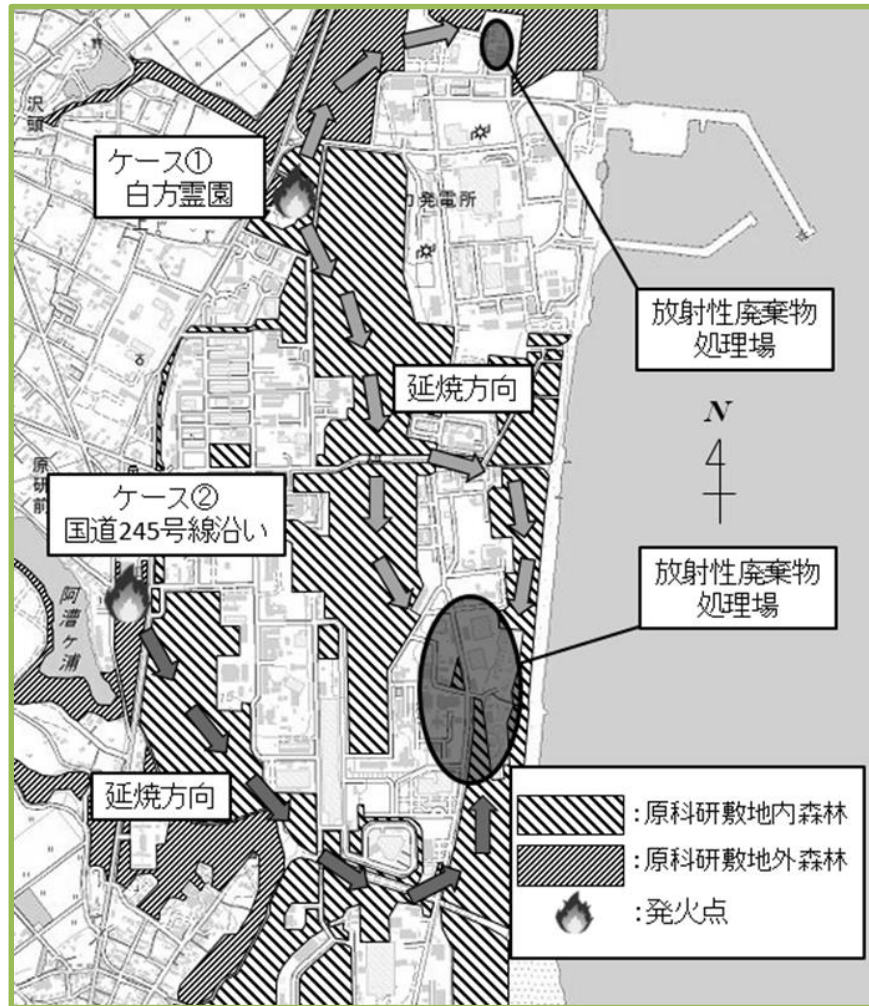 沢頭
ケース①
白方霊園
力発電所
放射性廃棄物
処理場
延焼方向
N
原研前
ケース②
国道245号線沿い
放射性廃棄物
処理場
阿漕ヶ浦
15
延焼方向
:原科研敷地内森林
:原科研敷地外森林
:発火点